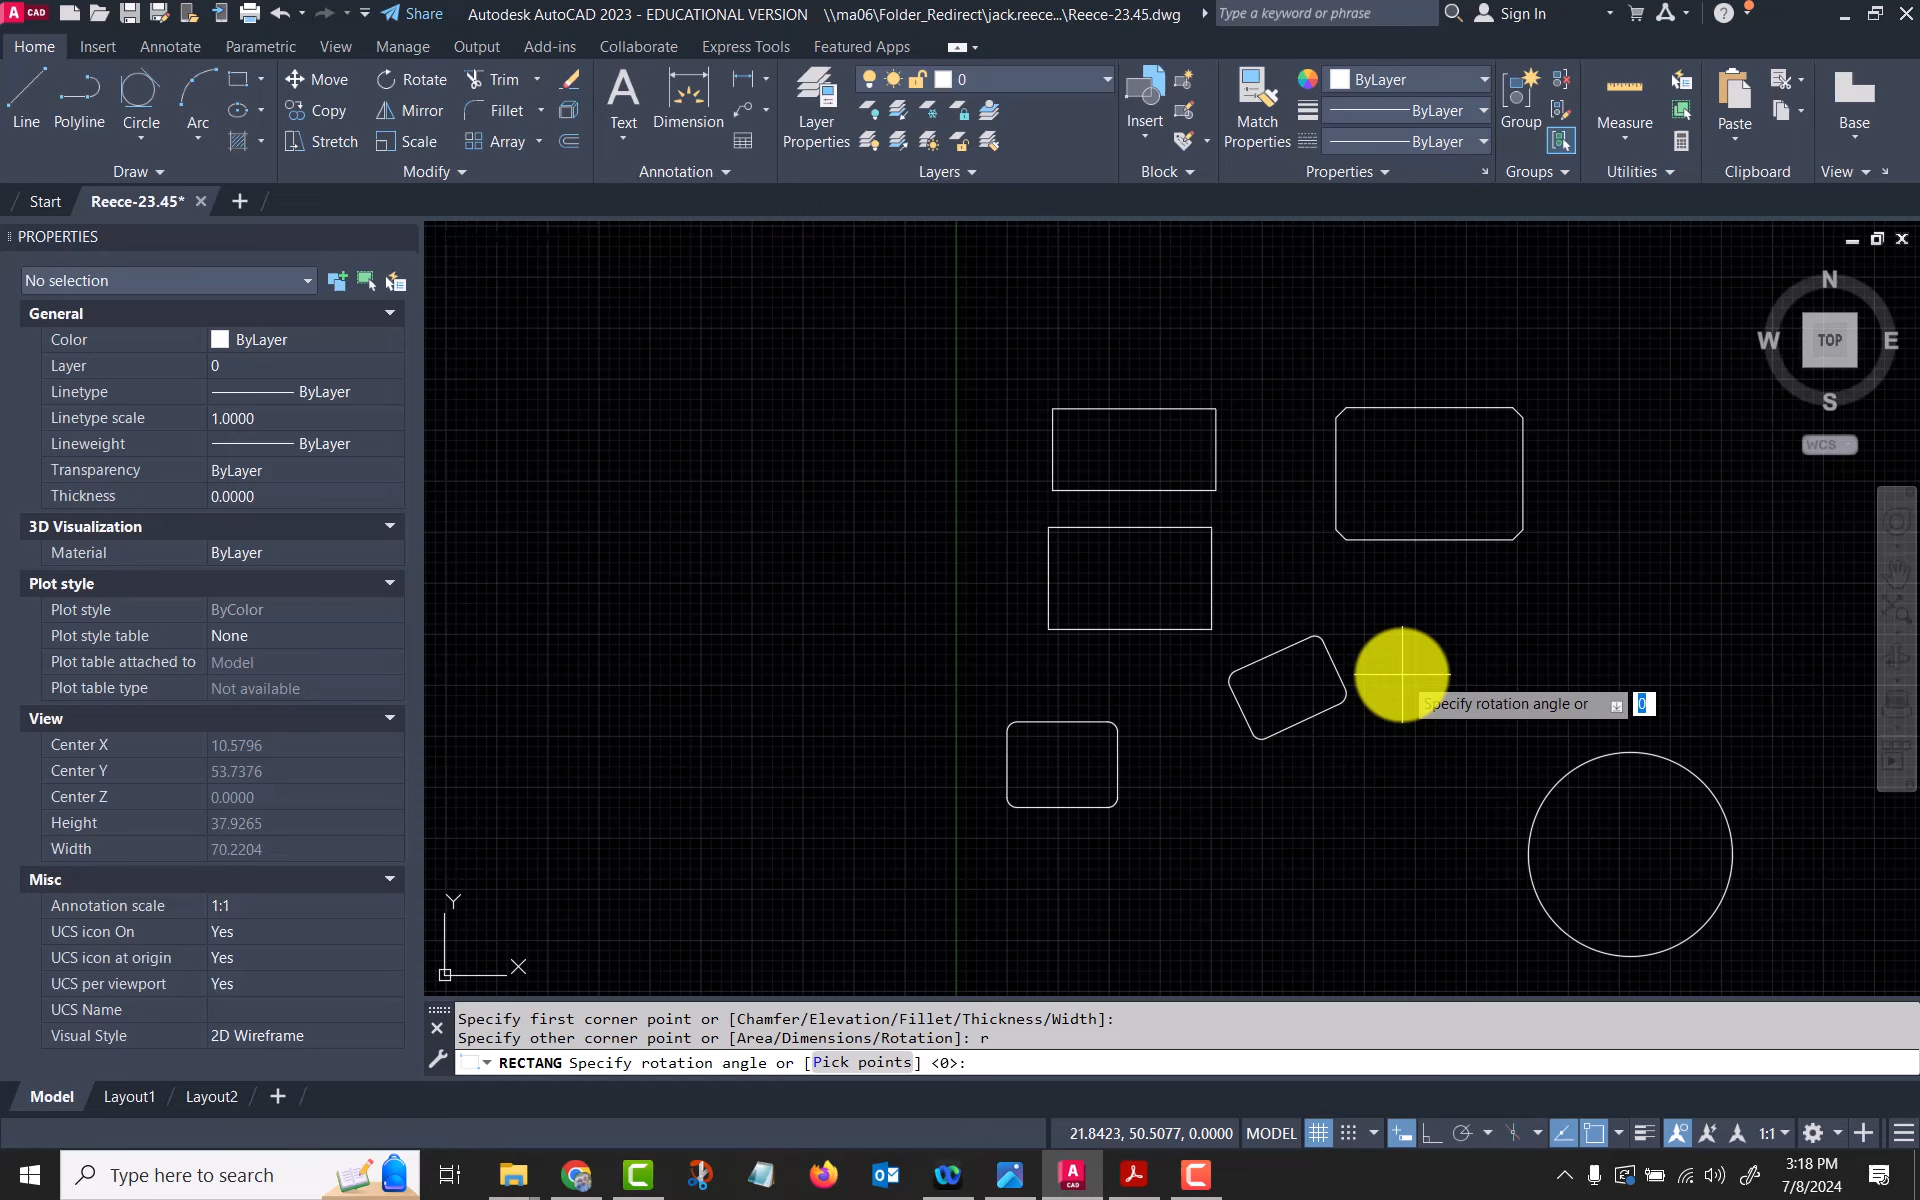 A CAD
Share
Autodesk AutoCAD 2023 - EDUCATIONAL VERSION \\ma06\Folder_Redirect\jack.reece...\Reece-23.45.dwg
Type a keyword or phrase
Sign In
Home Insert Annotate Parametric View Manage Output Add-ins Collaborate Express Tools Featured Apps
Line
Polyline
Circle
Arc
Move
Rotate
Trim
Copy
Mirror
Fillet
Stretch
Scale
Array
Text
Dimension
Layer Properties
0
Insert
Match Properties
ByLayer
ByLayer
ByLayer
Group
Measure
Paste
Base
Draw
Modify
Annotation
Layers
Block
Properties
Groups
Utilities
Clipboard
View
Start
Reece-23.45*
PROPERTIES
No selection
General
Color ByLayer
Layer 0
Linetype ByLayer
Linetype scale 1.0000
Lineweight ByLayer
Transparency ByLayer
Thickness 0.0000
3D Visualization
Material ByLayer
Plot style
Plot style ByColor
Plot style table None
Plot table attached to Model
Plot table type Not available
View
Center X 10.5796
Center Y 53.7376
Center Z 0.0000
Height 37.9265
Width 70.2204
Misc
Annotation scale 1:1
UCS icon On Yes
UCS icon at origin Yes
UCS per viewport Yes
UCS Name
Visual Style 2D Wireframe
N
W TOP E
S
WCS
Specify rotation angle or 0
Y
X
Specify first corner point or [Chamfer/Elevation/Fillet/Thickness/Width]:
Specify other corner point or [Area/Dimensions/Rotation]: r
RECTANG Specify rotation angle or [Pick points] <0>:
Model Layout1 Layout2
21.8423, 50.5077, 0.0000 MODEL 1:1
Type here to search
3:18 PM
7/8/2024